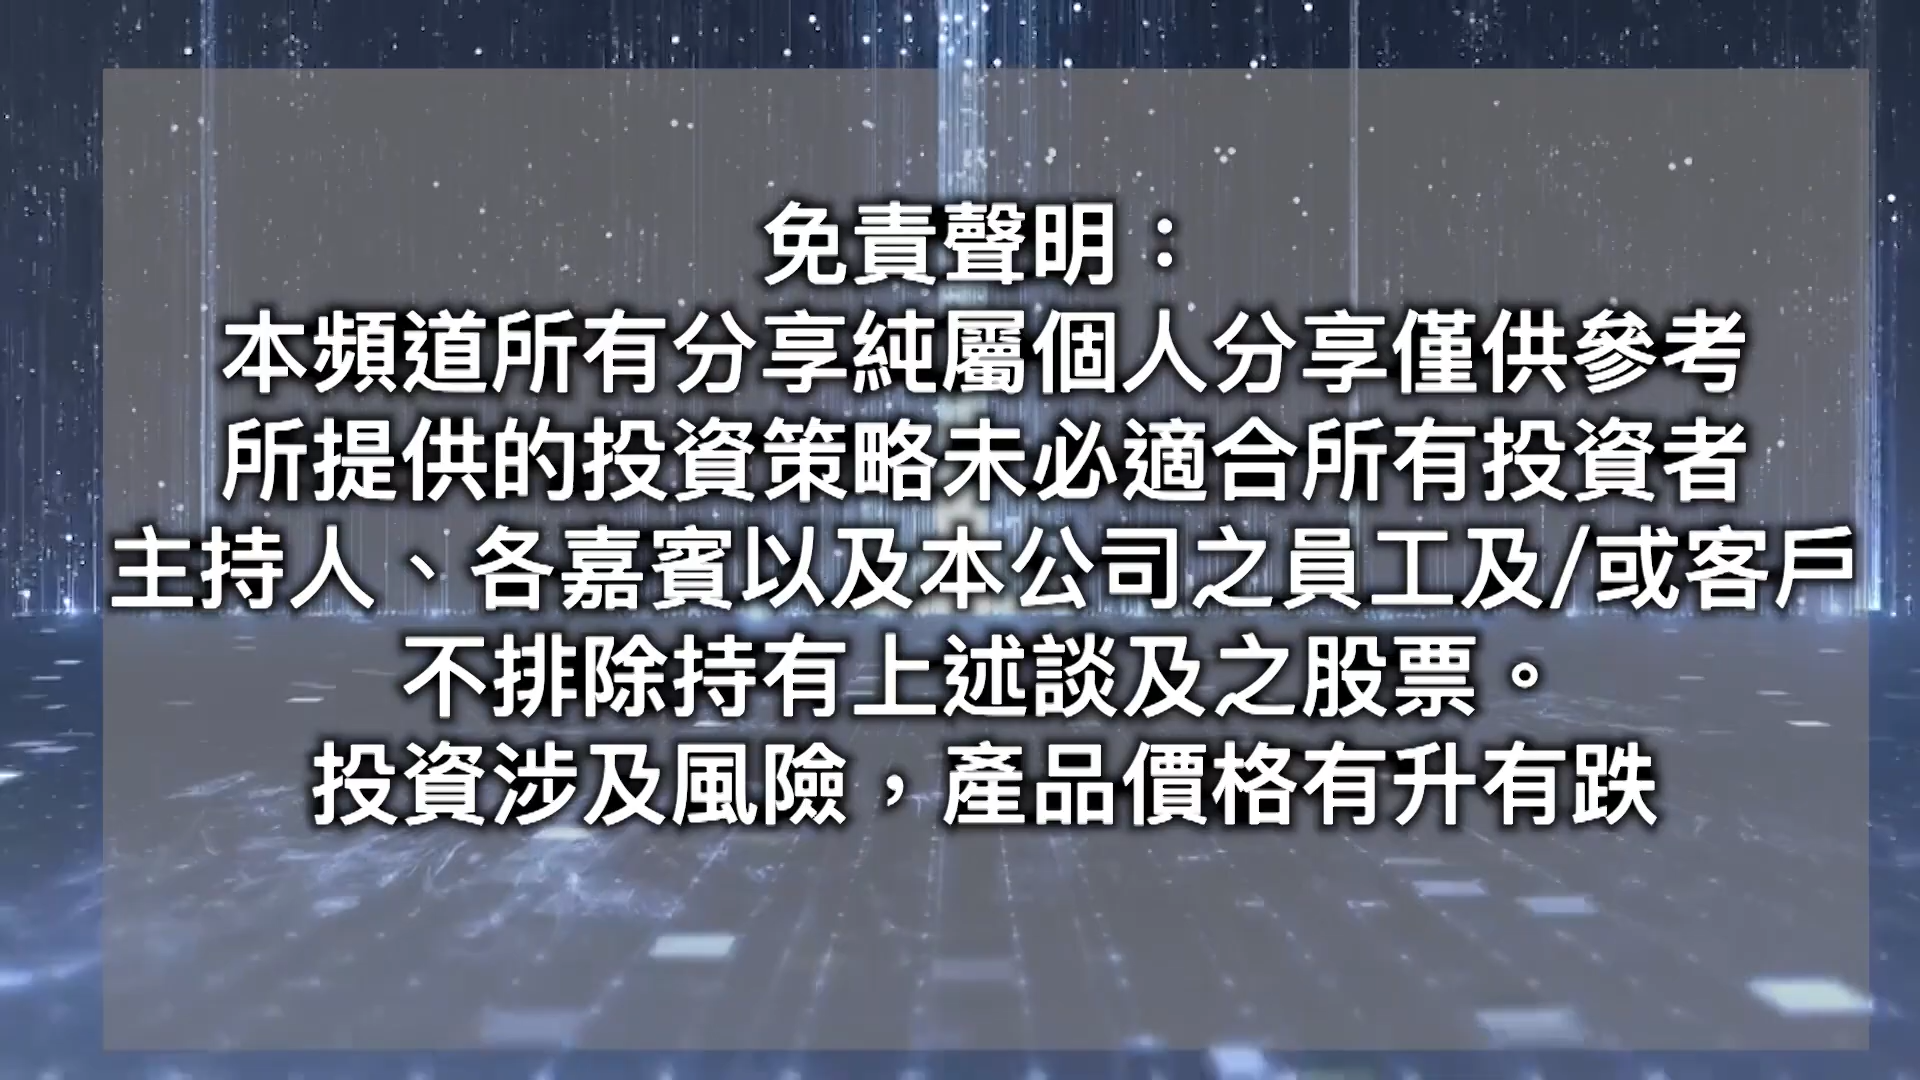 免責聲明：
本頻道所有分享純屬個人分享僅供參考
所提供的投資策略未必適合所有投資者
主持人、各嘉賓以及本公司之員工及/或客戶
不排除持有上述談及之股票。
投資涉及風險，產品價格有升有跌